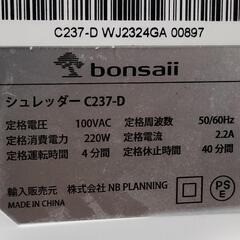 C237-D WJ2324GA 00897
bonsaii
シュレッダー C237-D
定格電圧 100VAC 定格周波数 50/60Hz
定格消費電力 220W 定格電流 2.2A
定格運転時間 4 分間 定格休止時間 40 分間
輸入販売元 株式会社 NB PLANNING
MADE IN CHINA
PS
E